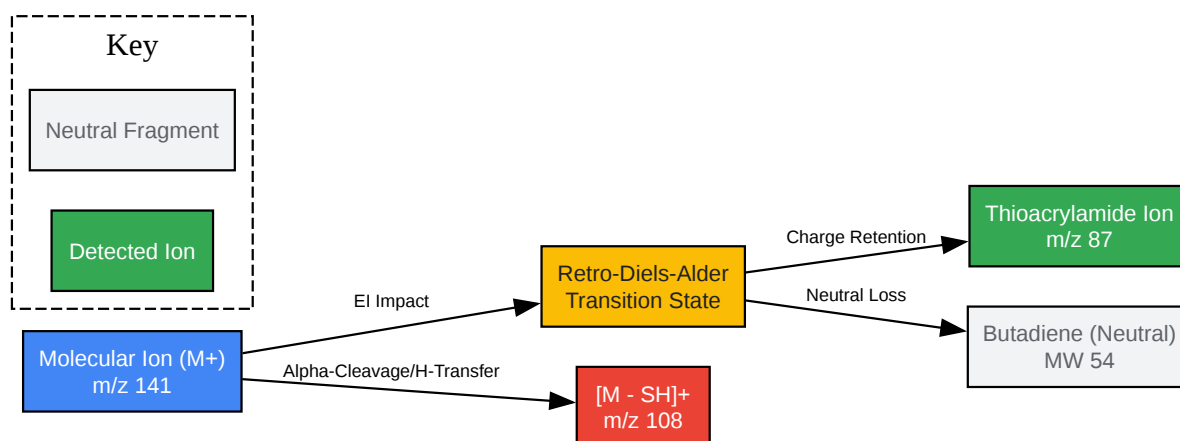 Key
Neutral Fragment
Detected Ion
Molecular Ion (M+)
m/z 141
EI Impact
Alpha-Cleavage/H-Transfer
Retro-Diels-Alder
Transition State
[M - SH]+
m/z 108
Charge Retention
Neutral Loss
Thioacrylamide Ion
m/z 87
Butadiene (Neutral)
MW 54